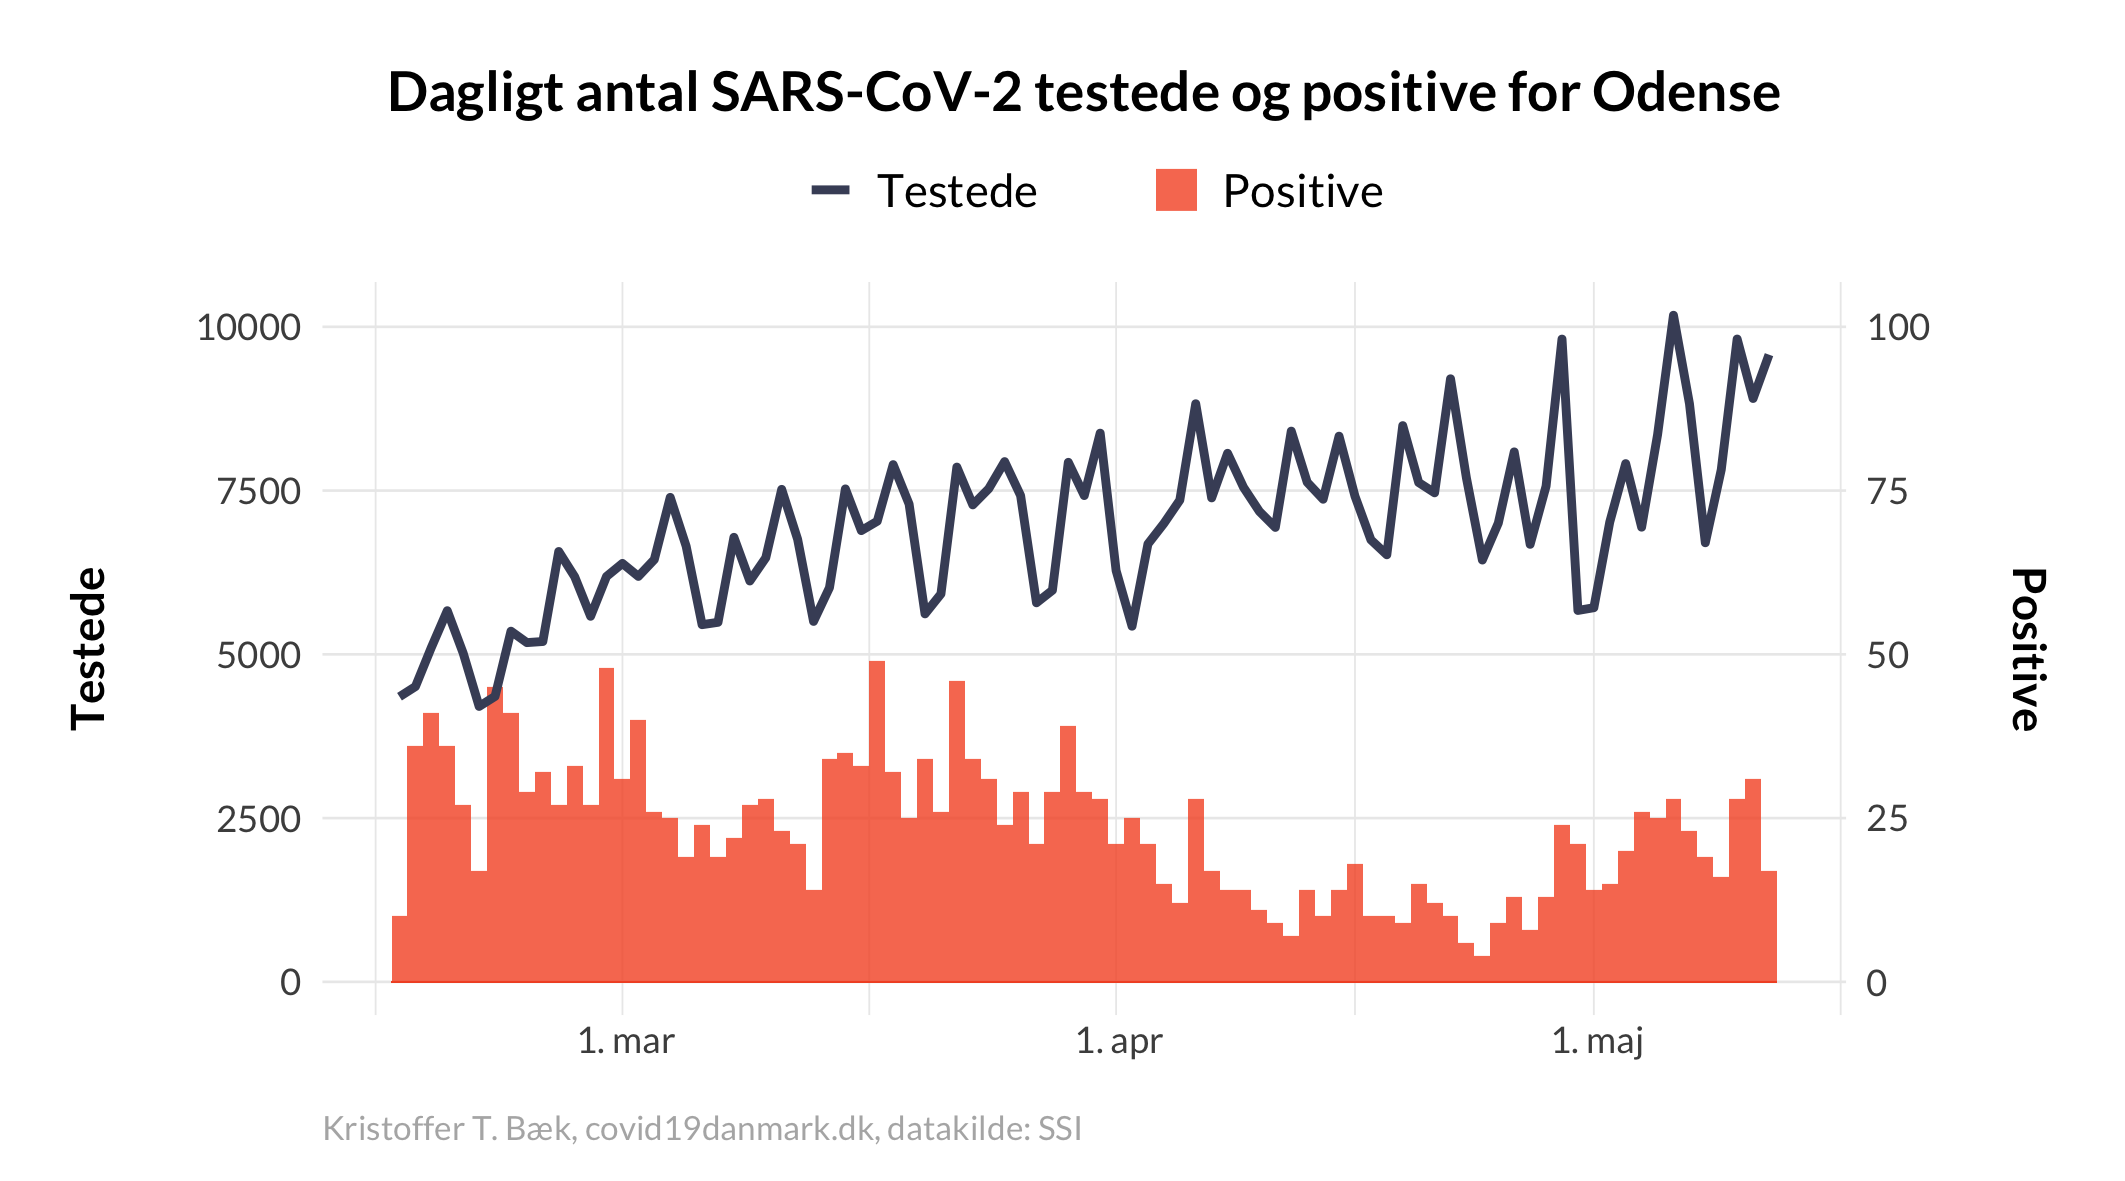 Dagligt antal SARS-CoV-2 testede og positive for Odense
Testede
Positive
10000
7500
5000
2500
0
100
75
50
25
0
Testede
Positive
1. mar
1. apr
1. maj
Kristoffer T. Bæk, covid19danmark.dk, datakilde: SSI